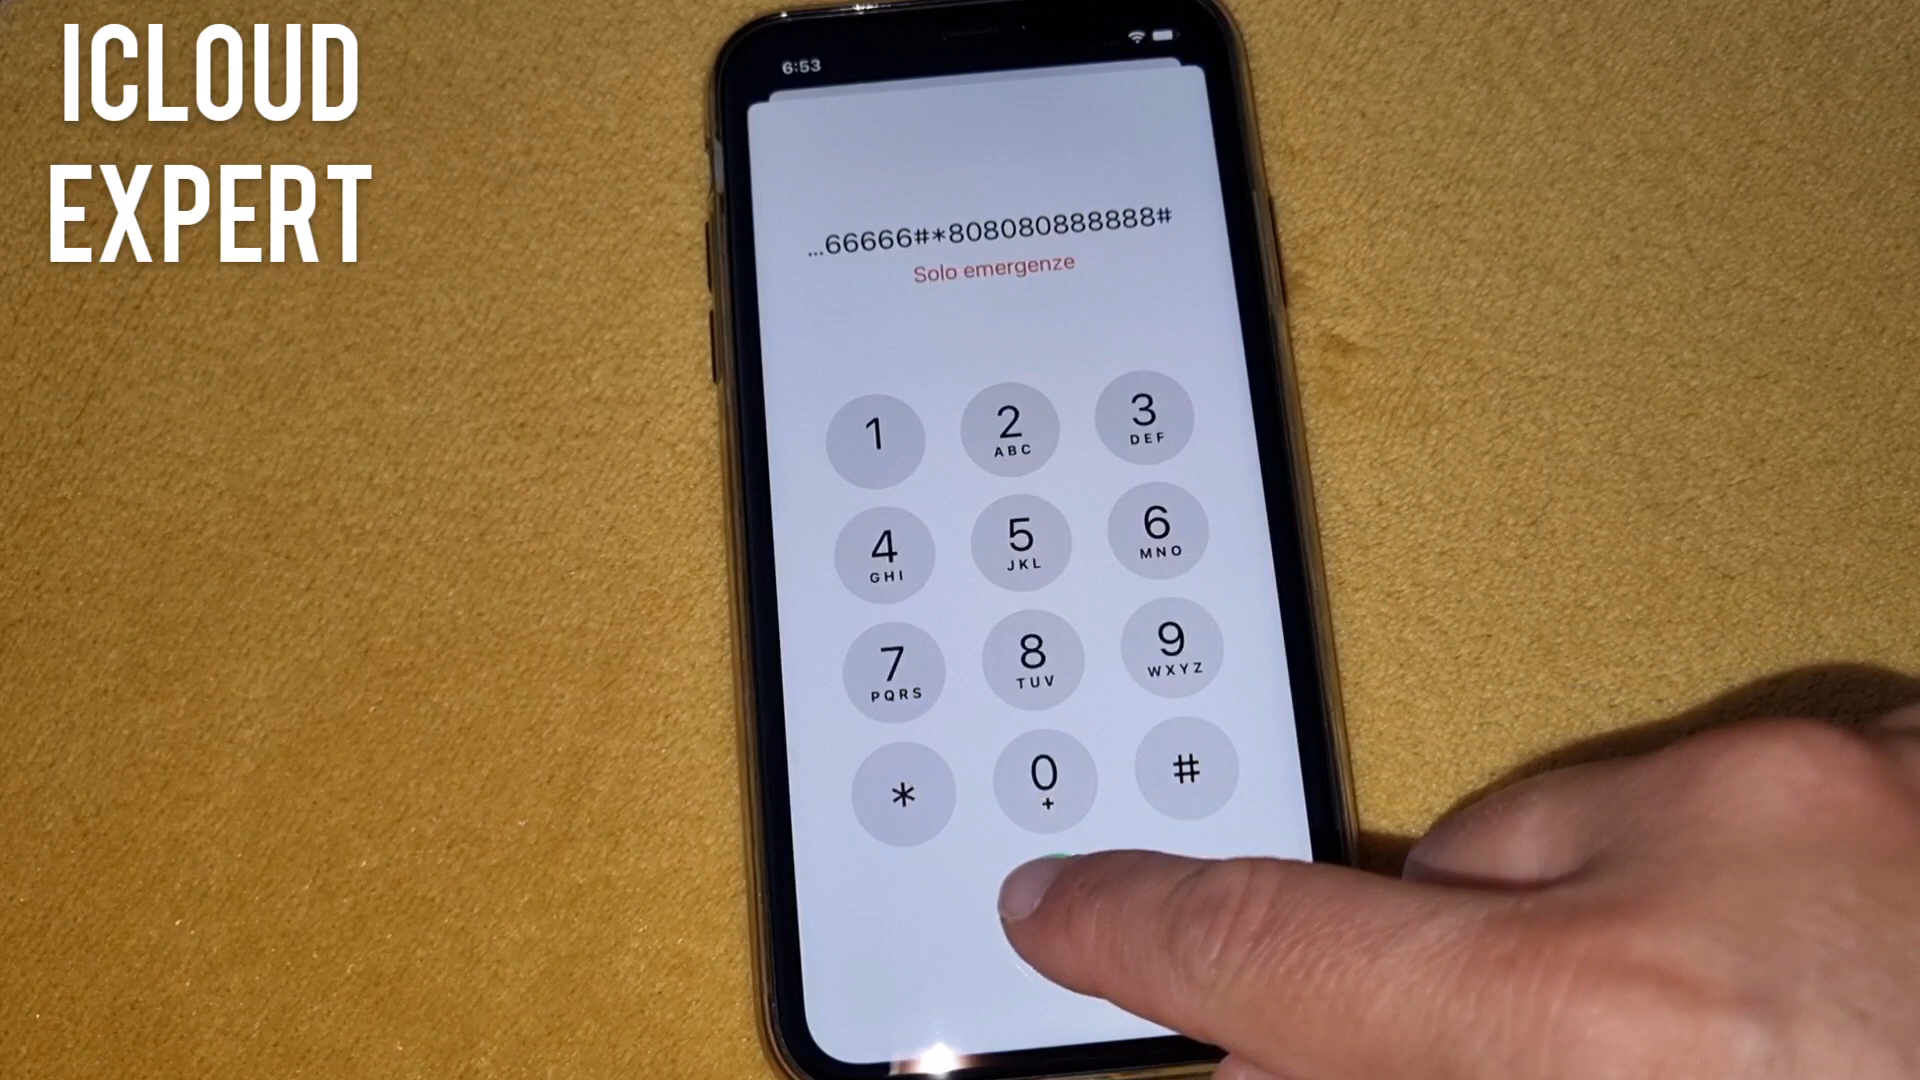 ICLOUD
EXPERT
6:53
...66666#*808080888888#
Solo emergenze
1
2
ABC
3
DEF
4
GHI
5
JKL
6
MNO
7
PQRS
8
TUV
9
WXYZ
*
0
+
#